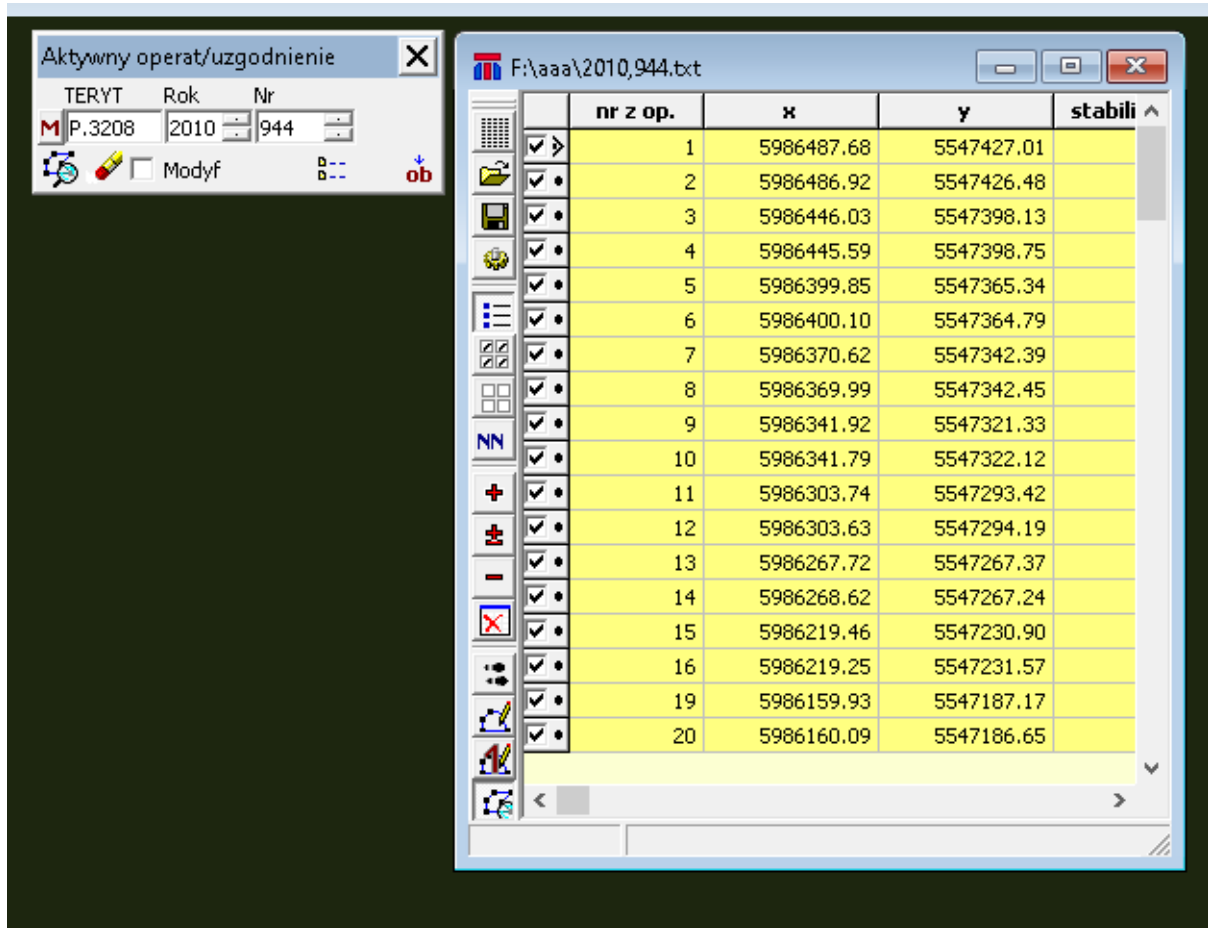 Aktywny operat/uzgodnienie
TERYT Rok Nr
M P.3208 2010 944
Modyf ob
F:\aaa\2010,944.txt
nr z op. x y stabili
1 5986487.68 5547427.01
2 5986486.92 5547426.48
3 5986446.03 5547398.13
4 5986445.59 5547398.75
5 5986399.85 5547365.34
6 5986400.10 5547364.79
7 5986370.62 5547342.39
8 5986369.99 5547342.45
9 5986341.92 5547321.33
NN
10 5986341.79 5547322.12
11 5986303.74 5547293.42
12 5986303.63 5547294.19
13 5986267.72 5547267.37
14 5986268.62 5547267.24
15 5986219.46 5547230.90
16 5986219.25 5547231.57
19 5986159.93 5547187.17
20 5986160.09 5547186.65